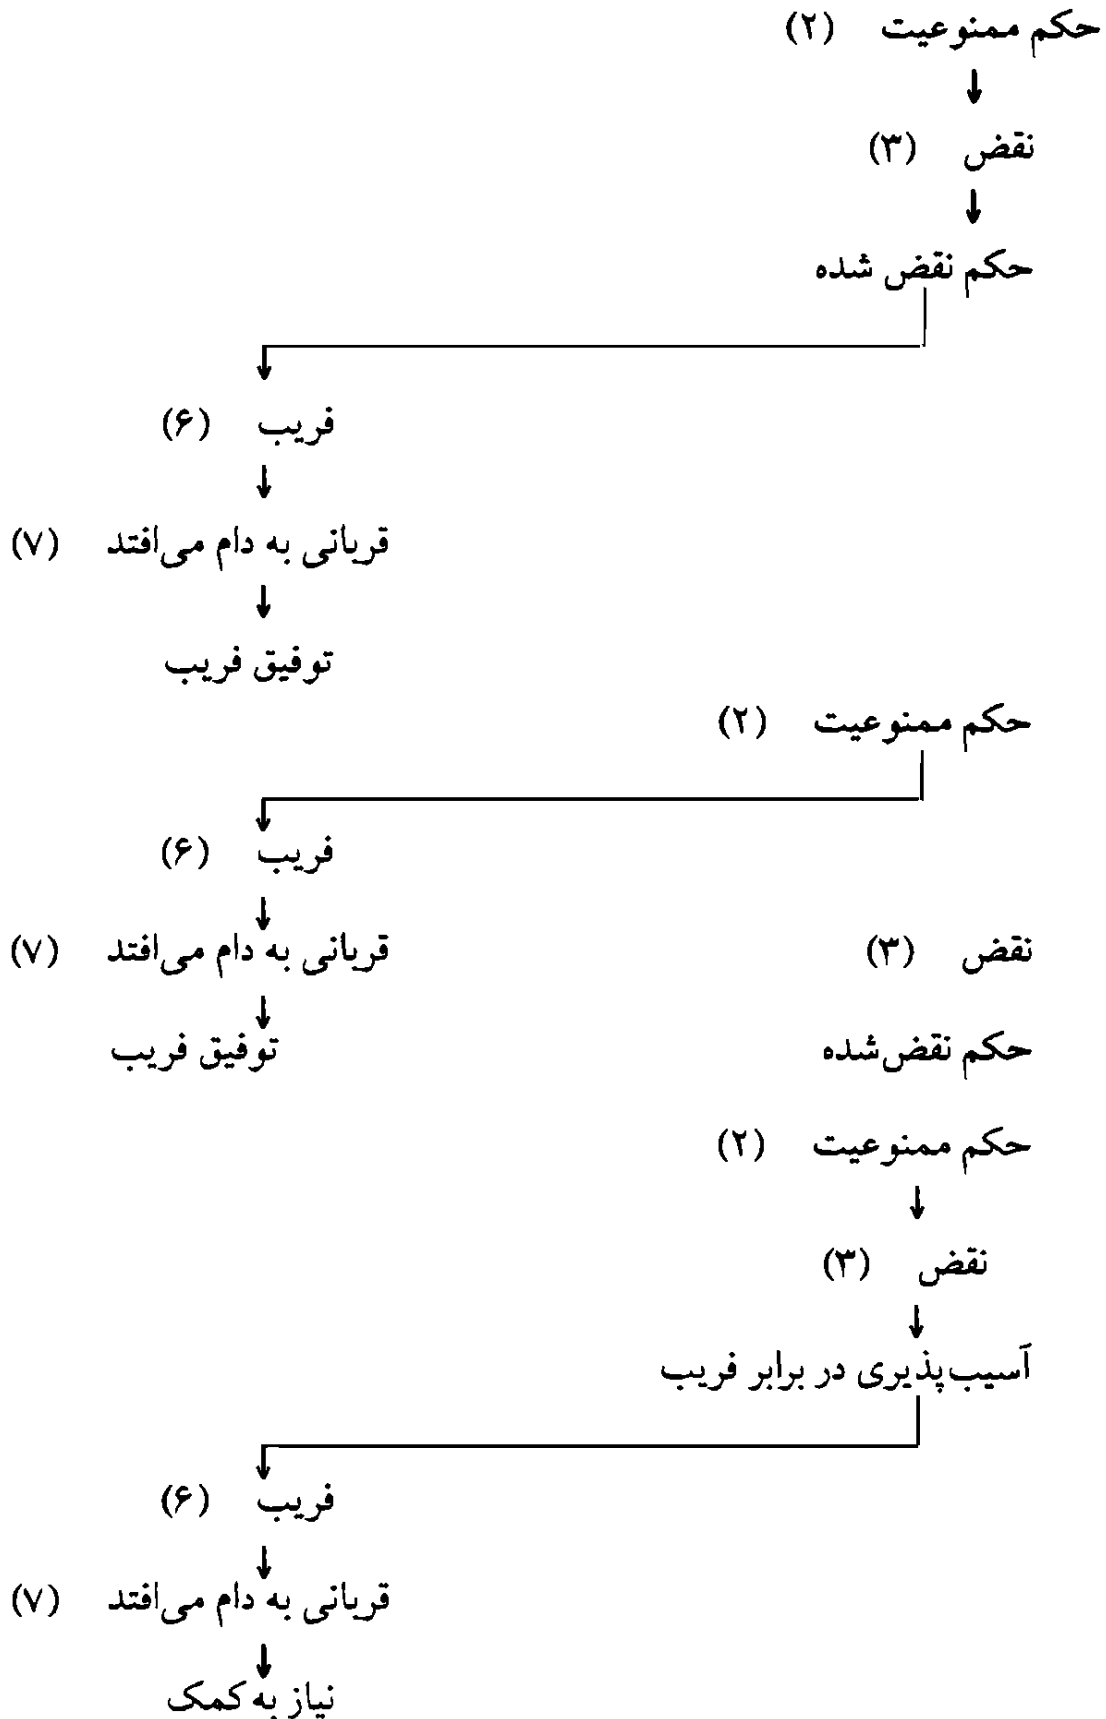 حکم ممنوعیت (۲)
نقض (۳)
حکم نقض شده
فریب (۶)
قربانی به دام می‌افتد (۷)
توفیق فریب
حکم ممنوعیت (۲)
فریب (۶)
نقض (۳)
قربانی به دام می‌افتد (۷)
حکم نقض‌شده
توفیق فریب
حکم ممنوعیت (۲)
نقض (۳)
آسیب‌پذیری در برابر فریب
فریب (۶)
قربانی به دام می‌افتد (۷)
نیاز به کمک